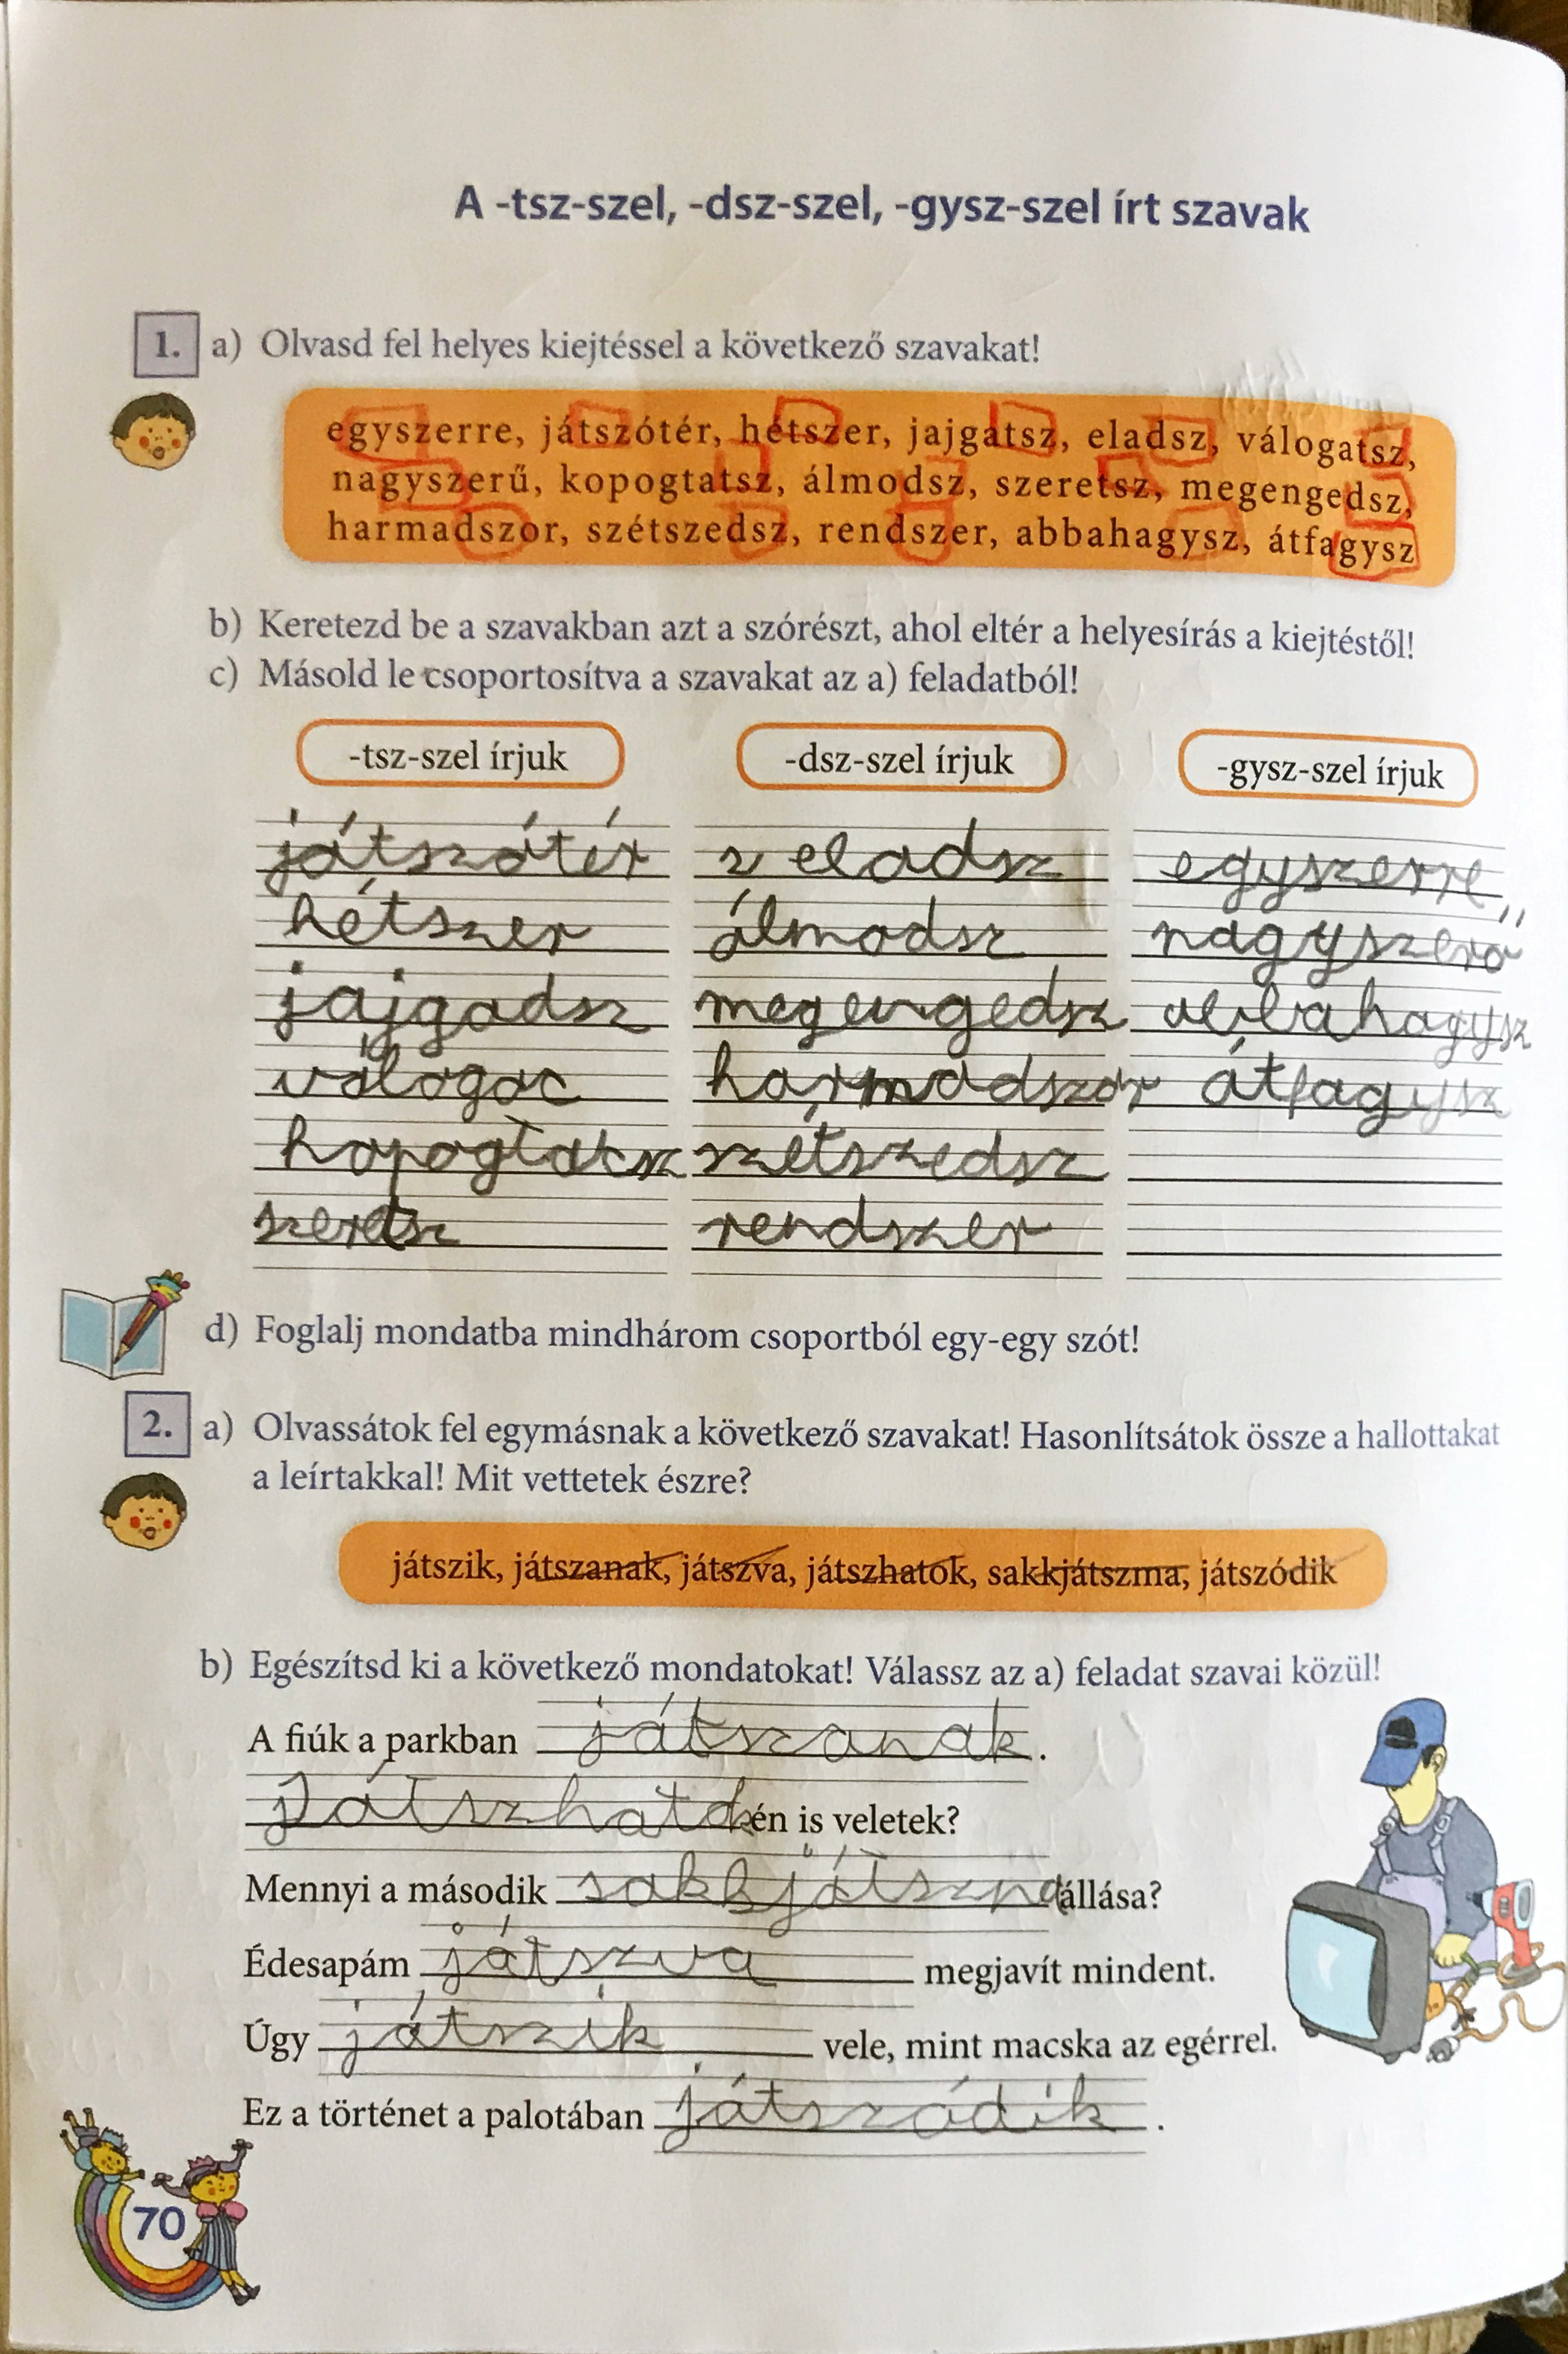 A -tsz-szel, -dsz-szel, -gysz-szel írt szavak
1. a) Olvasd fel helyes kiejtéssel a következő szavakat!
egyszerre, játszótér, hétszer, jajgatsz, eladsz, válogatsz,
nagyszerű, kopogtatsz, álmodsz, szeretsz, megengedsz,
harmadszor, szétszedsz, rendszer, abbahagysz, átfagysz
b) Keretezd be a szavakban azt a szórészt, ahol eltér a helyesírás a kiejtéstől!
c) Másold le csoportosítva a szavakat az a) feladatból!
-tsz-szel írjuk -dsz-szel írjuk -gysz-szel írjuk
játszótér eladsz egyszerre
hétszer álmodsz
jajgadsz megengedsz
válogac harmadszor átfagysz
szétszedsz
rendszer
d) Foglalj mondatba mindhárom csoportból egy-egy szót!
2. a) Olvassátok fel egymásnak a következő szavakat! Hasonlítsátok össze a hallottakat
a leírtakkal! Mit vettetek észre?
játszik, játszanak, játszva, játszhatok, sakkjátszma, játszódik
b) Egészítsd ki a következő mondatokat! Válassz az a) feladat szavai közül!
A fiúk a parkban játszanak.
Játszhatok én is veletek?
Mennyi a második állása?
Édesapám játszva megjavít mindent.
Úgy játszik vele, mint macska az egérrel.
Ez a történet a palotában játszódik.
70